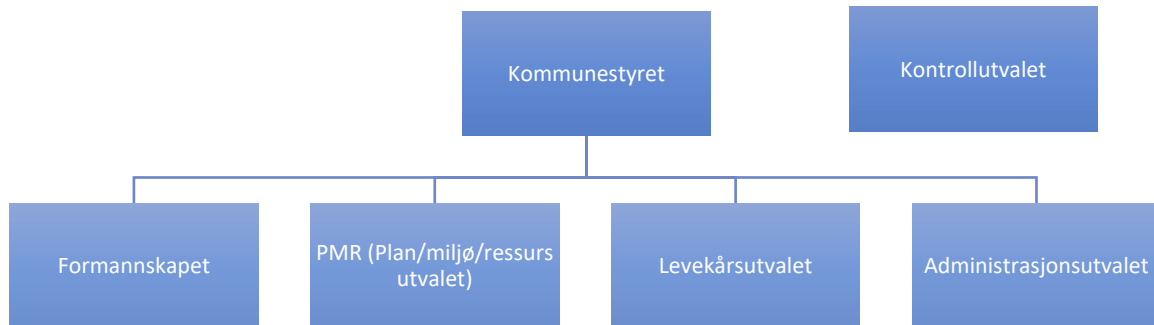 Kommunestyret
Kontrollutvalet
Formannskapet
PMR (Plan/miljø/ressurs
utvalet)
Levekårsutvalet
Administrasjonsutvalet